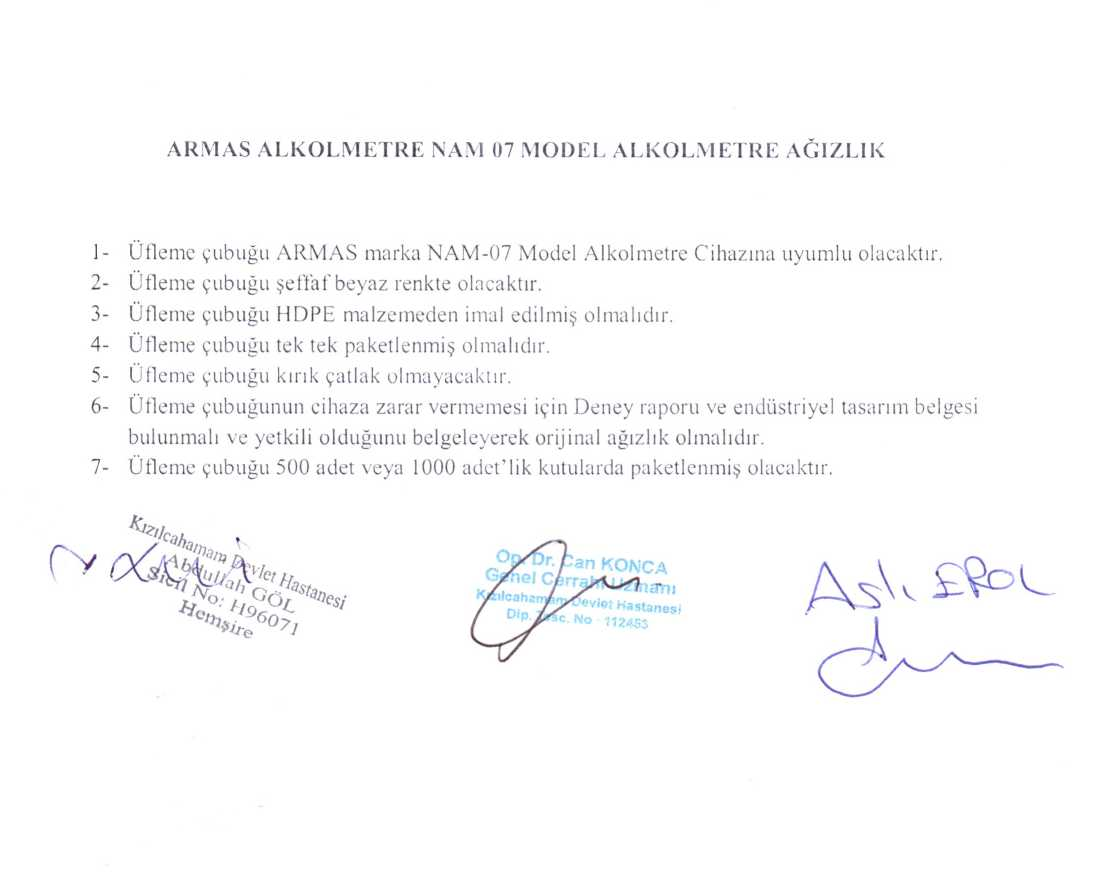 ARMAS ALKOLMETRE NAM 07 MODEL ALKOLMETRE AĞIZLIK
1- Üfleme çubuğu ARMAS marka NAM-07 Model Alkolmetre Cihazına uyumlu olacaktır.
2- Üfleme çubuğu şeffaf beyaz renkte olacaktır.
3- Üfleme çubuğu HDPE malzemeden imal edilmiş olmalıdır.
4- Üfleme çubuğu tek tek paketlenmiş olmalıdır.
5- Üfleme çubuğu kırık çatlak olmayacaktır.
6- Üfleme çubuğunun cihaza zarar vermemesi için Deney raporu ve endüstriyel tasarım belgesi
bulunmalı ve yetkili olduğunu belgeleyerek orijinal ağızlık olmalıdır.
7- Üfleme çubuğu 500 adet veya 1000 adet’lik kutularda paketlenmiş olacaktır.
Kızılcahamam Devlet Hastanesi
Abdullah GÖL
Sicil No: H96071
Hemşire
Op. Dr. Can KONCA
Genel Cerrahi Uzmanı
Kızılcahamam Devlet Hastanesi
Dip. Tesc. No - 112453
Aslı EROL